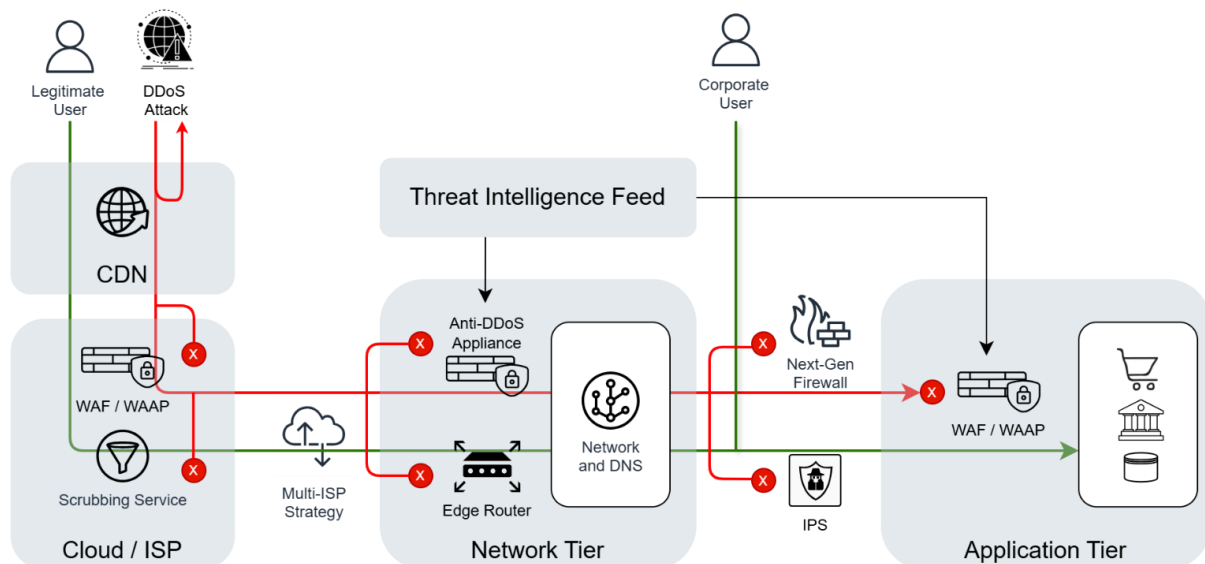 Legitimate
User
DDoS
Attack
Corporate
User
CDN
Threat Intelligence Feed
WAF / WAAP
X
Scrubbing Service
X
Cloud / ISP
Multi-ISP
Strategy
X
Anti-DDoS
Appliance
X
Edge Router
Network
and DNS
Network Tier
X
Next-Gen
Firewall
X
IPS
X
WAF / WAAP
Application Tier